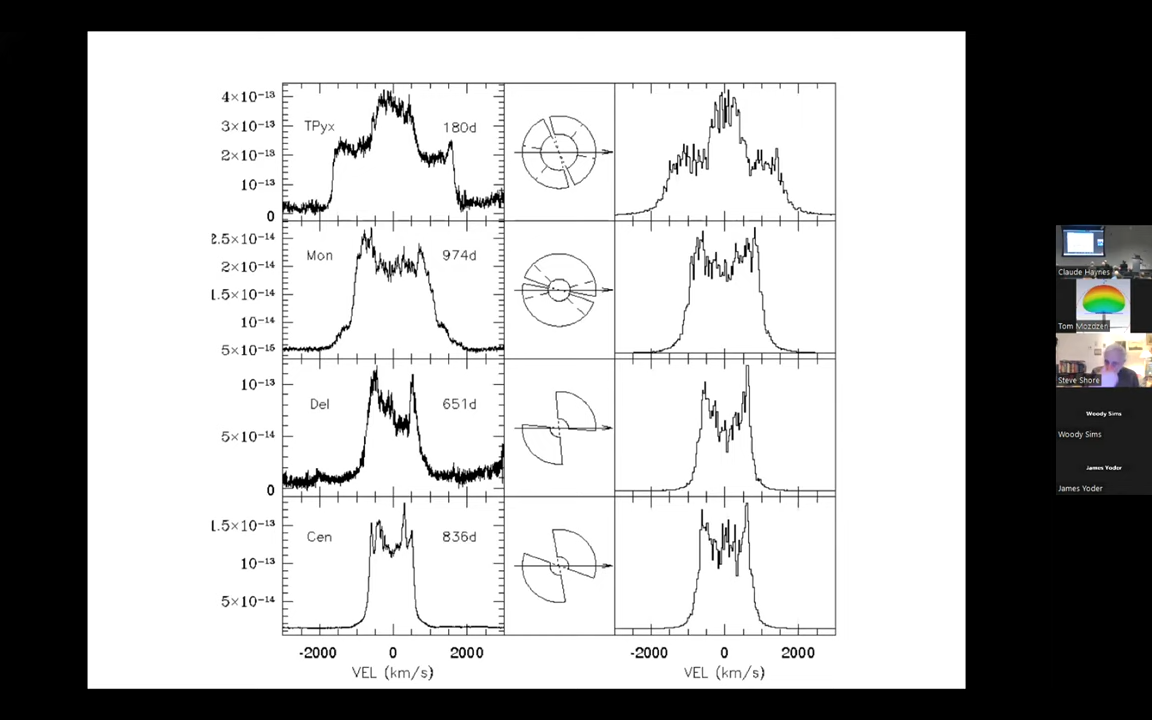 4×10⁻¹³
3×10⁻¹³
2×10⁻¹³
10⁻¹³
0
TPyx
180d
2.5×10⁻¹⁴
2×10⁻¹⁴
1.5×10⁻¹⁴
10⁻¹⁴
5×10⁻¹⁵
Mon
974d
10⁻¹³
5×10⁻¹⁴
0
Del
651d
1.5×10⁻¹³
10⁻¹³
5×10⁻¹⁴
Cen
836d
-2000 0 2000
VEL (km/s)
-2000 0 2000
VEL (km/s)
Claude Haynes
Tom Mozdzen
Steve Shore
Woody Sims
Woody Sims
James Yoder
James Yoder